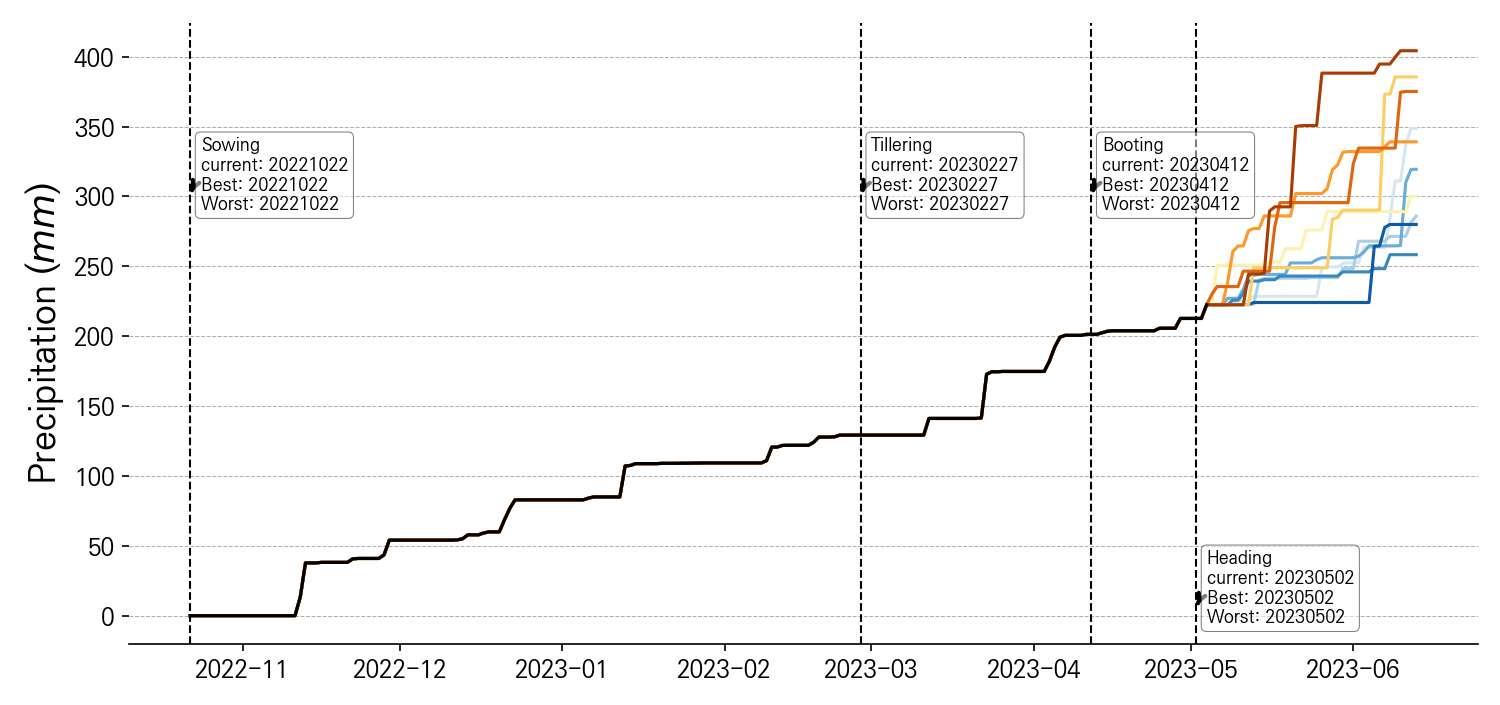 Precipitation (mm)
400
350
300
250
200
150
100
50
0
Sowing
current: 20221022
Best: 20221022
Worst: 20221022
Tillering
current: 20230227
Best: 20230227
Worst: 20230227
Booting
current: 20230412
Best: 20230412
Worst: 20230412
Heading
current: 20230502
Best: 20230502
Worst: 20230502
2022-11
2022-12
2023-01
2023-02
2023-03
2023-04
2023-05
2023-06